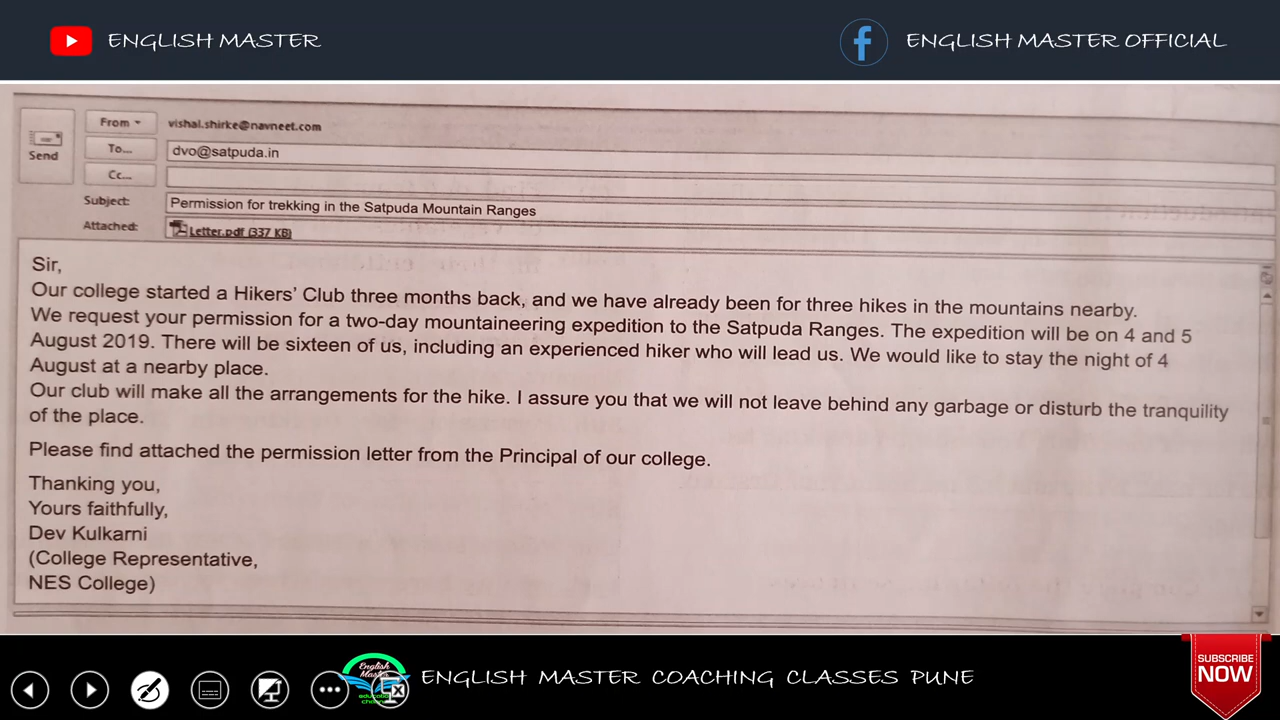 ENGLISH MASTER
ENGLISH MASTER OFFICIAL
Send
From
vishal.shirke@navneet.com
To...
dvo@satpuda.in
Cc...
Subject:
Permission for trekking in the Satpuda Mountain Ranges
Attached:
Letter.pdf (337 KB)
Sir,
Our college started a Hikers' Club three months back, and we have already been for three hikes in the mountains nearby.
We request your permission for a two-day mountaineering expedition to the Satpuda Ranges. The expedition will be on 4 and 5
August 2019. There will be sixteen of us, including an experienced hiker who will lead us. We would like to stay the night of 4
August at a nearby place.
Our club will make all the arrangements for the hike. I assure you that we will not leave behind any garbage or disturb the tranquility
of the place.
Please find attached the permission letter from the Principal of our college.
Thanking you,
Yours faithfully,
Dev Kulkarni
(College Representative,
NES College)
English
Master
ENGLISH MASTER COACHING CLASSES PUNE
SUBSCRIBE
NOW